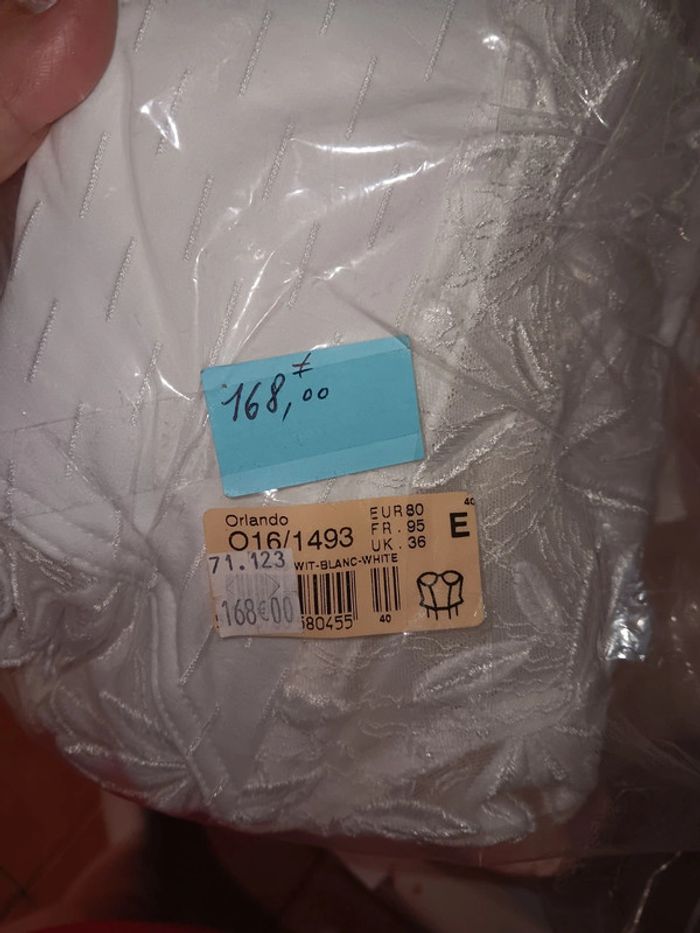 168,00
Orlando
O16/1493
EUR 80
FR. 95
UK. 36
E
40
71.123
WIT-BLANC-WHITE
168€00
580455
40